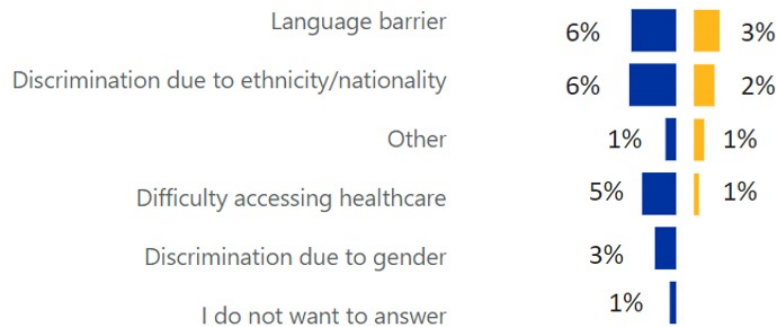 Language barrier 6% 3%
Discrimination due to ethnicity/nationality 6% 2%
Other 1% 1%
Difficulty accessing healthcare 5% 1%
Discrimination due to gender 3%
I do not want to answer 1%